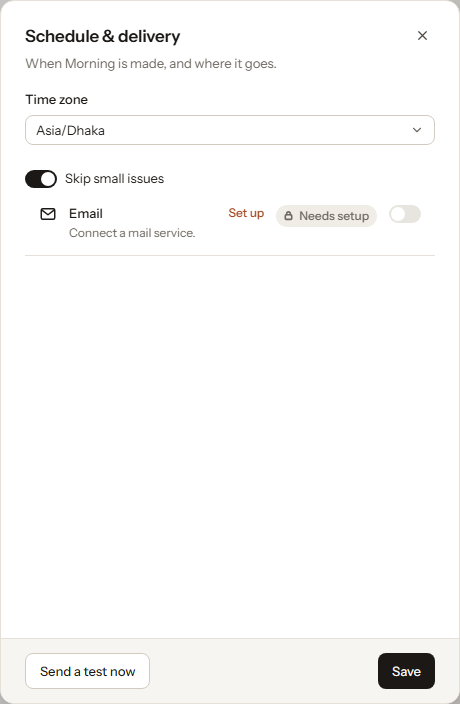 Schedule & delivery
When Morning is made, and where it goes.
Time zone
Asia/Dhaka
Skip small issues
Email Set up Needs setup
Connect a mail service.
Send a test now Save